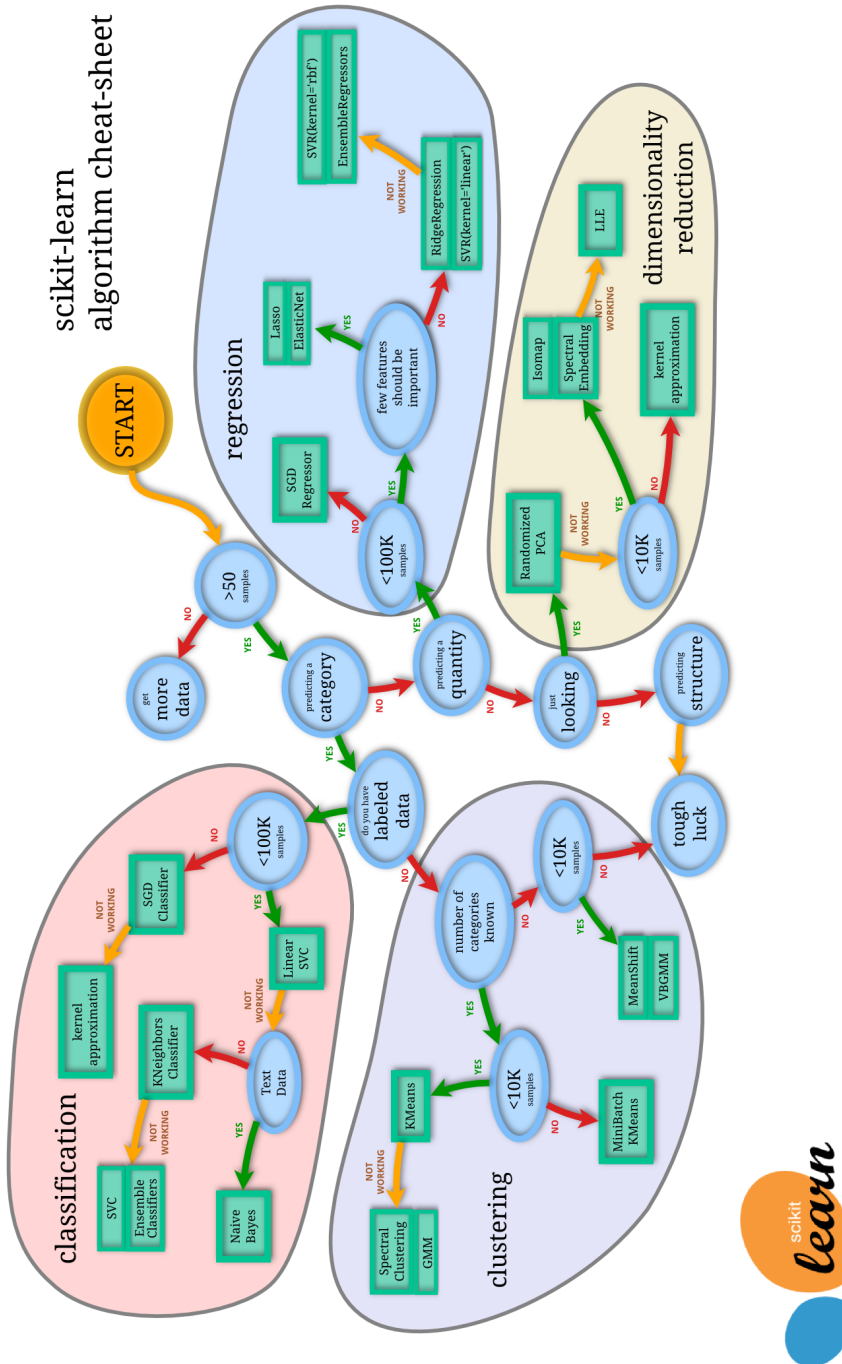 scikit-learn
algorithm cheat-sheet
classification
kernel
approximation
NOT
WORKING
SGD
Classifier
SVC
Ensemble
Classifiers
NOT
WORKING
KNeighbors
Classifier
NO
Naive
Bayes
YES
Text
Data
NOT
WORKING
Linear
SVC
YES
<100K
samples
NO
YES
get
more
data
NO
>50
samples
START
YES
predicting a
category
YES
do you have
labeled
data
NO
NO
predicting a
quantity
YES
NO
just
looking
YES
NO
predicting
structure
tough
luck
regression
SGD
Regressor
NO
<100K
samples
YES
Lasso
ElasticNet
YES
few features
should be
important
NO
RidgeRegression
SVR(kernel='linear')
NOT
WORKING
SVR(kernel='rbf')
EnsembleRegressors
clustering
Spectral
Clustering
GMM
NOT
WORKING
KMeans
YES
<10K
samples
NO
MiniBatch
KMeans
YES
number of
categories
known
NO
<10K
samples
YES
MeanShift
VBGMM
NO
dimensionality
reduction
Randomized
PCA
NOT
WORKING
<10K
samples
YES
Isomap
Spectral
Embedding
NOT
WORKING
LLE
NO
kernel
approximation
scikit
learn